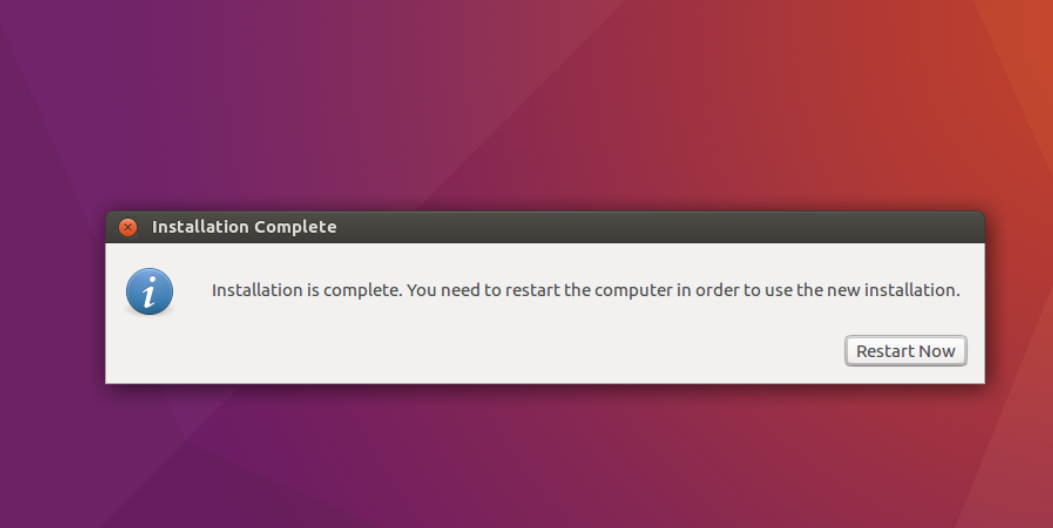 Installation Complete
Installation is complete. You need to restart the computer in order to use the new installation.
Restart Now